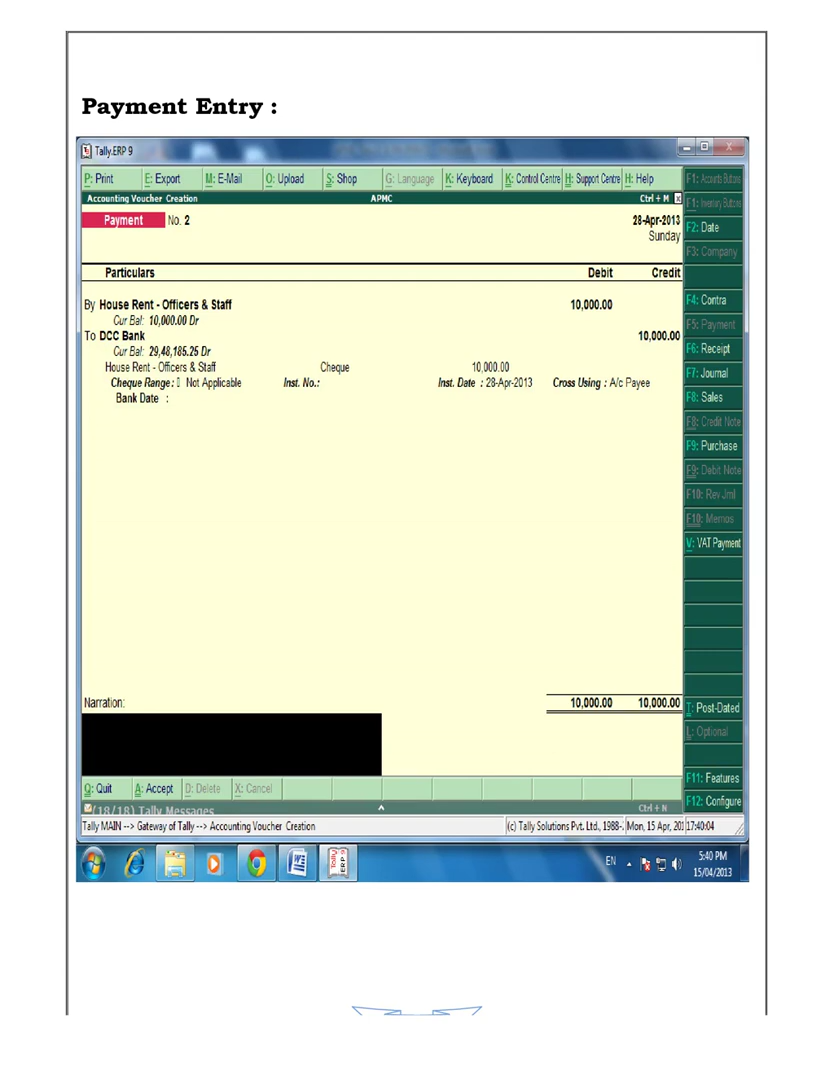 Payment Entry :
Tally.ERP 9
P: Print E: Export M: E-Mail O: Upload S: Shop G: Language K: Keyboard K: Control Centre H: Support Centre H: Help
Accounting Voucher Creation APMC Ctrl + M x
Payment No. 2 28-Apr-2013
Sunday
Particulars Debit Credit
By House Rent - Officers & Staff 10,000.00
Cur Bal: 10,000.00 Dr
To DCC Bank 10,000.00
Cur Bal: 29,48,185.25 Dr
House Rent - Officers & Staff Cheque 10,000.00
Cheque Range : Not Applicable Inst. No.: Inst. Date : 28-Apr-2013 Cross Using : A/c Payee
Bank Date :
Narration: 10,000.00 10,000.00
F1: Accounts Buttons
F1: Inventory Buttons
F2: Date
F3: Company
F4: Contra
F5: Payment
F6: Receipt
F7: Journal
F8: Sales
F8: Credit Note
F9: Purchase
F9: Debit Note
F10: Rev Jrnl
F10: Memos
V: VAT Payment
T: Post-Dated
L: Optional
F11: Features
F12: Configure
Q: Quit A: Accept D: Delete X: Cancel
(18/18) Tally Messages Ctrl + N
Tally MAIN --> Gateway of Tally --> Accounting Voucher Creation (c) Tally Solutions Pvt. Ltd., 1988- Mon, 15 Apr, 201 17:40:04
EN 5:40 PM
15/04/2013
Tally
ERP 9